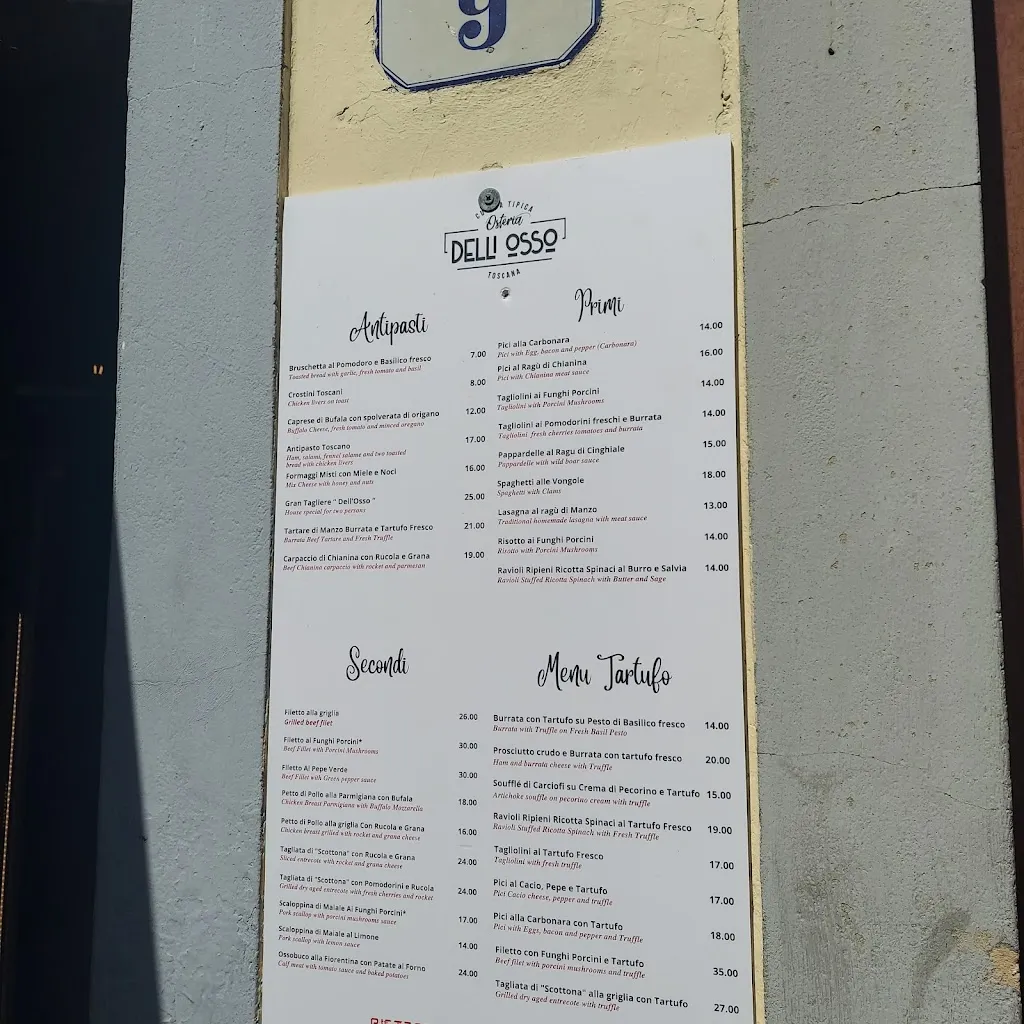 9
TIPICA
Osteria
DELLI OSSO
TOSCANA
Antipasti
Bruschetta al Pomodoro e Basilico fresco 7.00
Toasted bread with garlic, fresh tomato and basil
Crostini Toscani 8.00
Chicken livers on toast
Caprese di Bufala con spolverata di origano 12.00
Buffalo Cheese, fresh tomato and minced oregano
Antipasto Toscano 17.00
Ham, salami, fennel salame and two toasted
bread with chicken livers
Formaggi Misti con Miele e Noci 16.00
Mix Cheese with honey and nuts
Gran Tagliere " Dell'Osso " 25.00
House special for two persons
Tartare di Manzo Burrata e Tartufo Fresco 21.00
Burrata Beef Tartare and Fresh Truffle
Carpaccio di Chianina con Rucola e Grana 19.00
Beef Chianina carpaccio with rocket and parmesan
Primi
Pici alla Carbonara 14.00
Pici with Egg, bacon and pepper (Carbonara)
Pici al Ragù di Chianina 16.00
Pici with Chianina meat sauce
Tagliolini ai Funghi Porcini 14.00
Tagliolini with Porcini Mushrooms
Tagliolini ai Pomodorini freschi e Burrata 14.00
Tagliolini fresh cherries tomatoes and burrata
Pappardelle al Ragu di Cinghiale 15.00
Pappardelle with wild boar sauce
Spaghetti alle Vongole 18.00
Spaghetti with Clams
Lasagna al ragù di Manzo 13.00
Traditional homemade lasagna with meat sauce
Risotto ai Funghi Porcini 14.00
Risotto with Porcini Mushrooms
Ravioli Ripieni Ricotta Spinaci al Burro e Salvia 14.00
Ravioli Stuffed Ricotta Spinach with Butter and Sage
Secondi
Filetto alla griglia 26.00
Grilled beef filet
Filetto ai Funghi Porcini* 30.00
Beef Fillet with Porcini Mushrooms
Filetto Al Pepe Verde 30.00
Beef Fillet with Green pepper sauce
Petto di Pollo alla Parmigiana con Bufala 18.00
Chicken Breast Parmigiana with Buffalo Mozzarella
Petto di Pollo alla griglia Con Rucola e Grana 16.00
Chicken breast grilled with rocket and grana cheese
Tagliata di "Scottona" con Rucola e Grana 24.00
Sliced entrecote with rocket and grana cheese
Tagliata di "Scottona" con Pomodorini e Rucola 24.00
Grilled dry aged entrecote with fresh cherries and rocket
Scaloppina di Maiale Ai Funghi Porcini* 17.00
Pork scallop with porcini mushrooms sauce
Scaloppina di Maiale al Limone 14.00
Pork scallop with lemon sauce
Ossobuco alla Fiorentina con Patate al Forno 24.00
Calf meat with tomato sauce and baked potatoes
Menu Tartufo
Burrata con Tartufo su Pesto di Basilico fresco 14.00
Burrata with Truffle on Fresh Basil Pesto
Prosciutto crudo e Burrata con tartufo fresco 20.00
Ham and burrata cheese with Truffle
Soufflé di Carciofi su Crema di Pecorino e Tartufo 15.00
Artichoke souffle on pecorino cream with truffle
Ravioli Ripieni Ricotta Spinaci al Tartufo Fresco 19.00
Ravioli Stuffed Ricotta Spinach with Fresh Truffle
Tagliolini al Tartufo Fresco 17.00
Tagliolini with fresh truffle
Pici al Cacio, Pepe e Tartufo 17.00
Pici Cacio cheese, pepper and truffle
Pici alla Carbonara con Tartufo 18.00
Pici with Eggs, bacon and pepper and Truffle
Filetto con Funghi Porcini e Tartufo 35.00
Beef filet with porcini mushrooms and truffle
Tagliata di "Scottona" alla griglia con Tartufo 27.00
Grilled dry aged entrecote with truffle